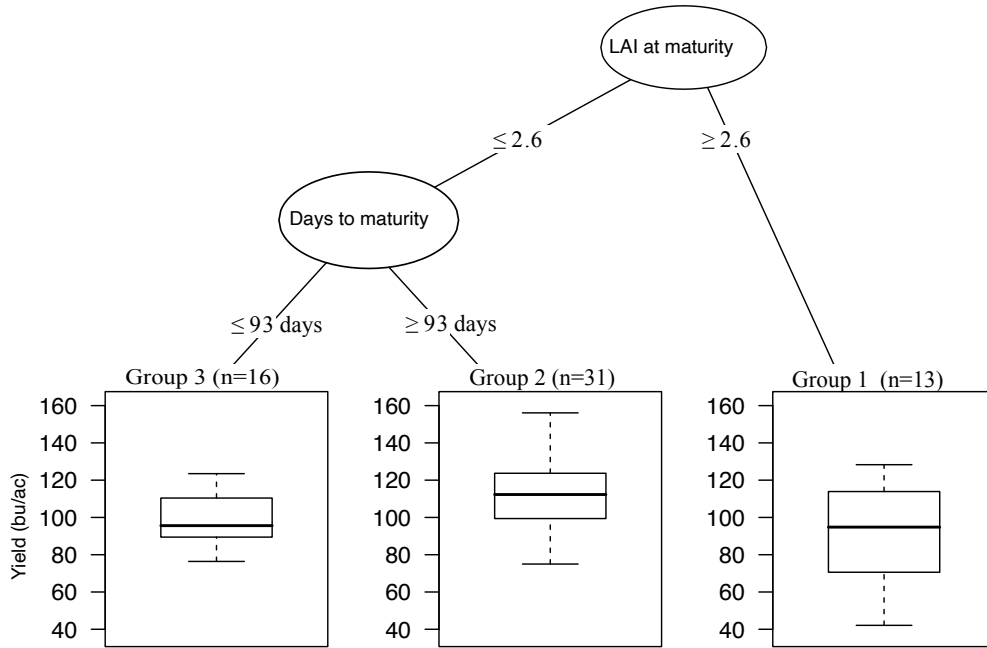 LAI at maturity
≤ 2.6
≥ 2.6
Days to maturity
≤ 93 days
≥ 93 days
Group 3 (n=16)
Group 2 (n=31)
Group 1 (n=13)
Yield (bu/ac)
160
140
120
100
80
60
40
160
140
120
100
80
60
40
160
140
120
100
80
60
40